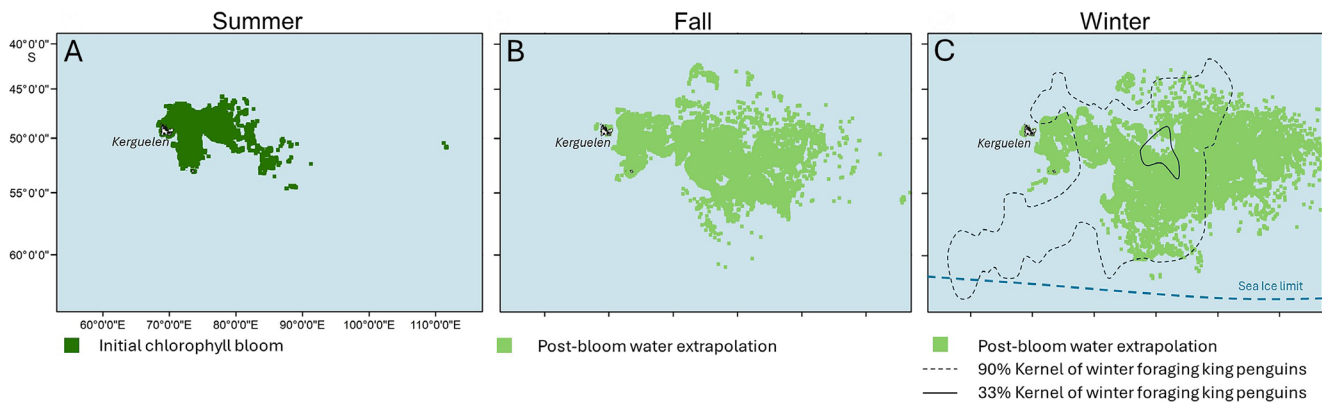 Summer
Fall
Winter
A
B
C
40°0'0"
S
45°0'0"
50°0'0"
55°0'0"
60°0'0"
Kerguelen
Kerguelen
Kerguelen
Sea Ice limit
60°0'0"E
70°0'0"E
80°0'0"E
90°0'0"E
100°0'0"E
110°0'0"E
Initial chlorophyll bloom
Post-bloom water extrapolation
Post-bloom water extrapolation
90% Kernel of winter foraging king penguins
33% Kernel of winter foraging king penguins